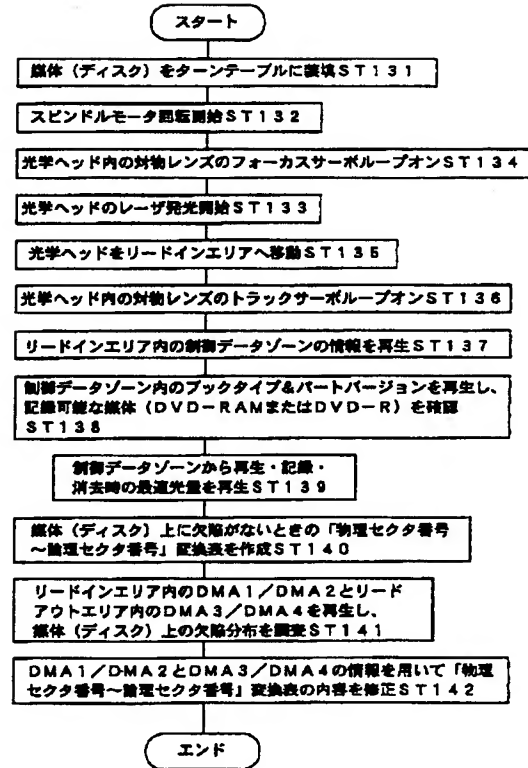 スタート
媒体（ディスク）をターンテーブルに装填ＳＴ１３１
スピンドルモータ回転開始ＳＴ１３２
光学ヘッド内の対物レンズのフォーカスサーボループオンＳＴ１３４
光学ヘッドのレーザ発光開始ＳＴ１３３
光学ヘッドをリードインエリアへ移動ＳＴ１３５
光学ヘッド内の対物レンズのトラックサーボループオンＳＴ１３６
リードインエリア内の制御データゾーンの情報を再生ＳＴ１３７
制御データゾーン内のブックタイプ＆パートバージョンを再生し、
記録可能な媒体（ＤＶＤ－ＲＡＭまたはＤＶＤ－Ｒ）を確認
ＳＴ１３８
制御データゾーンから再生・記録・
消去時の最適光量を再生ＳＴ１３９
媒体（ディスク）上に欠陥がないときの「物理セクタ番号
～論理セクタ番号」変換表を作成ＳＴ１４０
リードインエリア内のＤＭＡ１／ＤＭＡ２とリード
アウトエリア内のＤＭＡ３／ＤＭＡ４を再生し、
媒体（ディスク）上の欠陥分布を調査ＳＴ１４１
ＤＭＡ１／ＤＭＡ２とＤＭＡ３／ＤＭＡ４の情報を用いて「物理
セクタ番号～論理セクタ番号」変換表の内容を修正ＳＴ１４２
エンド